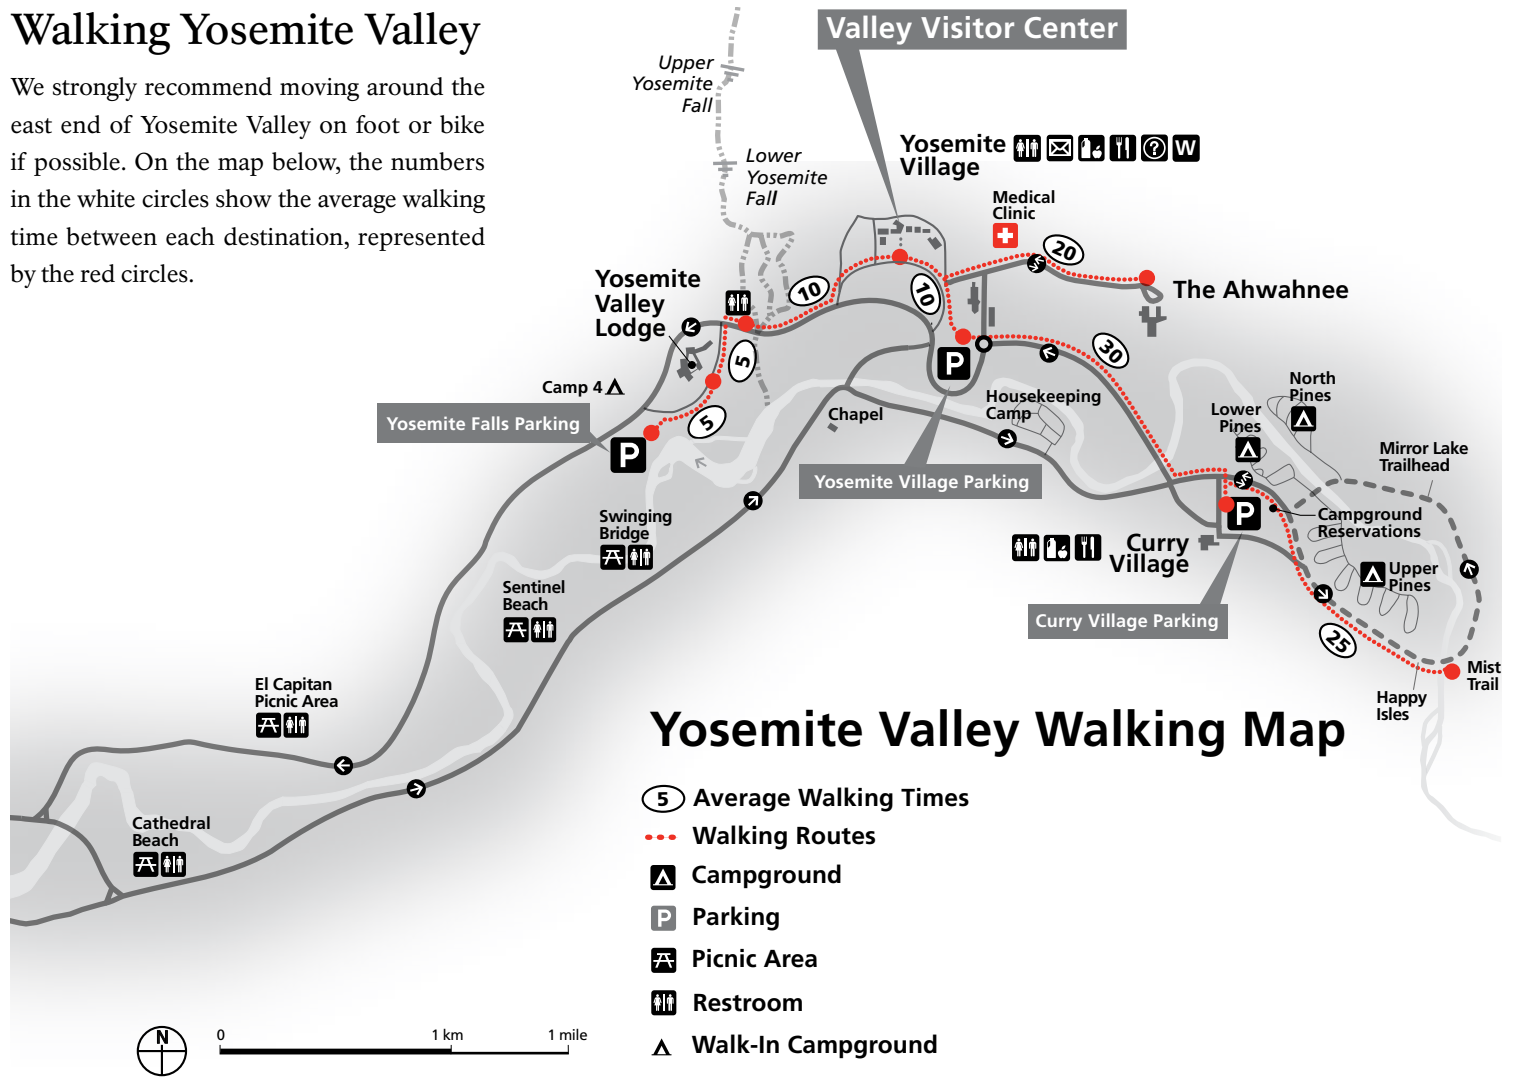 Walking Yosemite Valley
We strongly recommend moving around the
east end of Yosemite Valley on foot or bike
if possible. On the map below, the numbers
in the white circles show the average walking
time between each destination, represented
by the red circles.
Valley Visitor Center
Upper
Yosemite
Fall
Lower
Yosemite
Fall
Yosemite
Village
W
Medical
Clinic
20
The Ahwahnee
Yosemite
Valley
Lodge
10
10
5
30
Camp 4
Yosemite Falls Parking
5
P
P
Chapel
Housekeeping
Camp
Yosemite Village Parking
North
Pines
Lower
Pines
Mirror Lake
Trailhead
P
Campground
Reservations
Swinging
Bridge
Curry
Village
Upper
Pines
Sentinel
Beach
Curry Village Parking
25
Mist
Trail
Happy
Isles
El Capitan
Picnic Area
Cathedral
Beach
Yosemite Valley Walking Map
5 Average Walking Times
Walking Routes
Campground
P Parking
Picnic Area
Restroom
Walk-In Campground
N
0 1 km 1 mile